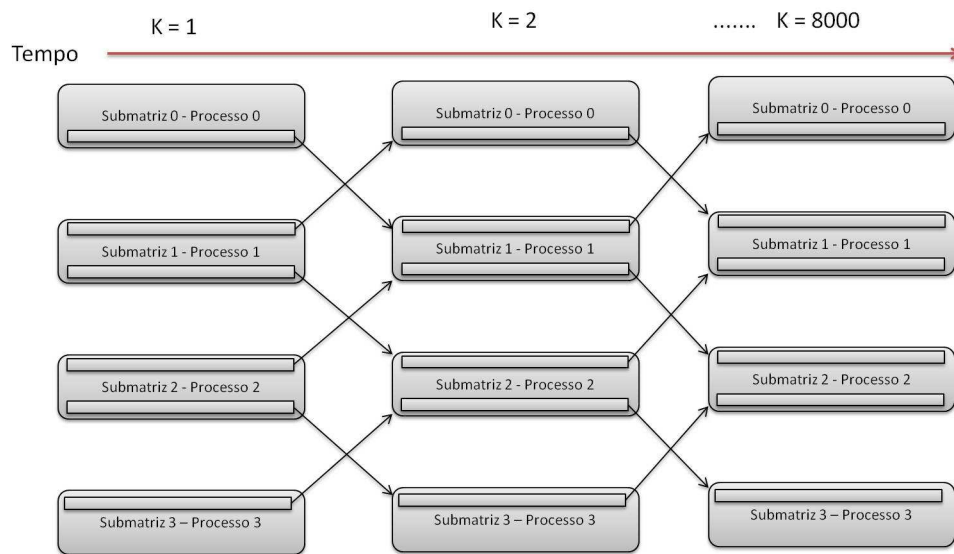 K = 1
K = 2
....... K = 8000
Tempo
Submatriz 0 - Processo 0
Submatriz 0 - Processo 0
Submatriz 0 - Processo 0
Submatriz 1 - Processo 1
Submatriz 1 - Processo 1
Submatriz 1 - Processo 1
Submatriz 2 - Processo 2
Submatriz 2 - Processo 2
Submatriz 2 - Processo 2
Submatriz 3 – Processo 3
Submatriz 3 – Processo 3
Submatriz 3 – Processo 3